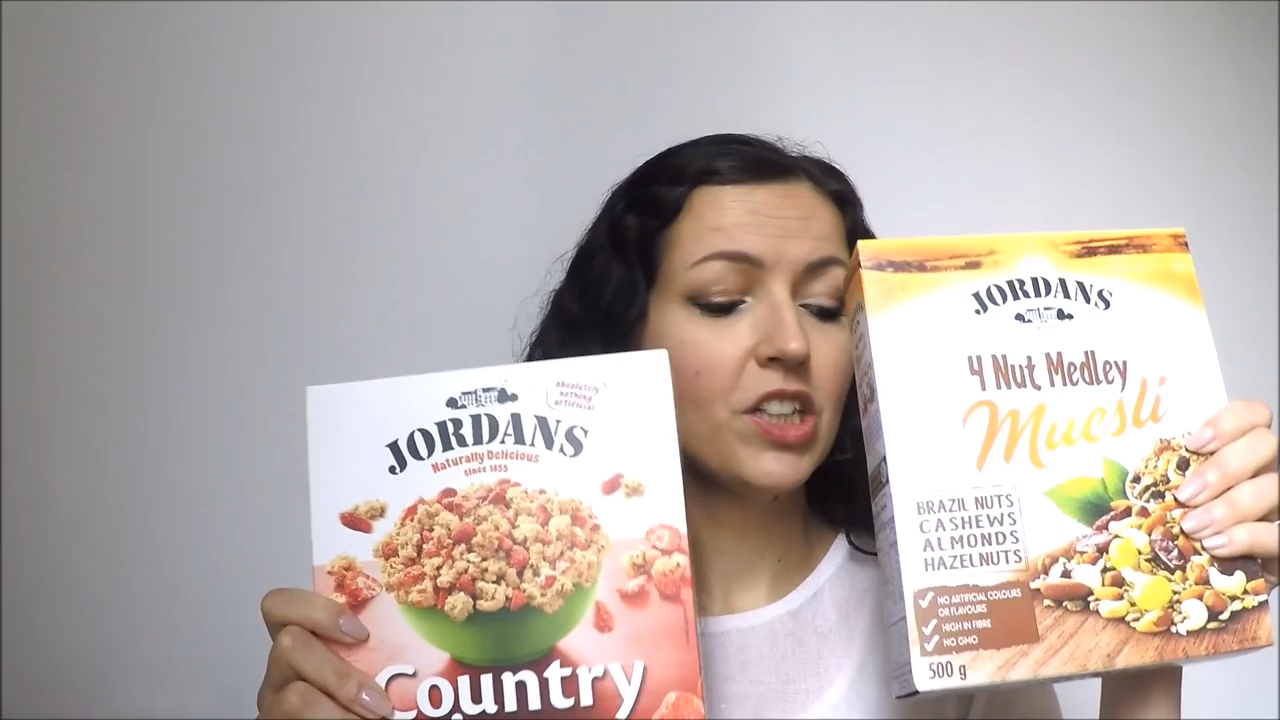 absolutely
nothing
artificial
JORDANS
Naturally Delicious
since 1855
Country
JORDANS
4 Nut Medley
Muesli
BRAZIL NUTS
CASHEWS
ALMONDS
HAZELNUTS
NO ARTIFICIAL COLOURS
OR FLAVOURS
HIGH IN FIBRE
NO GMO
500 g